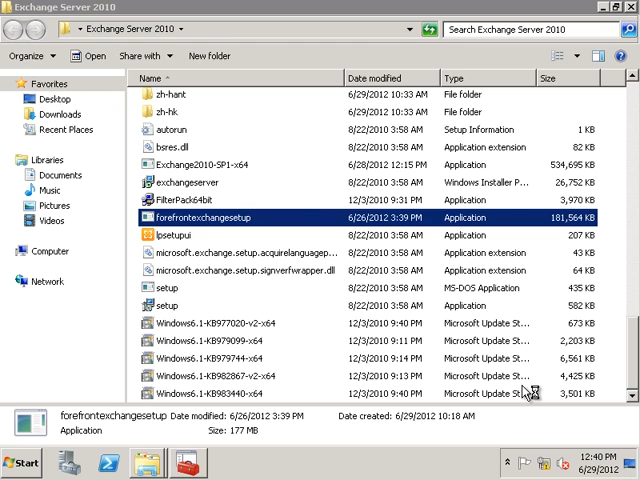 Exchange Server 2010
Exchange Server 2010
Search Exchange Server 2010
Organize Open Share with New folder
Favorites
Desktop
Downloads
Recent Places
Libraries
Documents
Music
Pictures
Videos
Computer
Network
Name Date modified Type Size
zh-hant 6/29/2012 10:33 AM File folder
zh-hk 6/29/2012 10:33 AM File folder
autorun 8/22/2010 3:58 AM Setup Information 1 KB
bsres.dll 8/22/2010 3:58 AM Application extension 82 KB
Exchange2010-SP1-x64 6/28/2012 12:15 PM Application 534,695 KB
exchangeserver 8/22/2010 3:58 AM Windows Installer P... 26,752 KB
FilterPack64bit 12/3/2010 9:31 PM Application 3,970 KB
forefrontexchangesetup 6/26/2012 3:39 PM Application 181,564 KB
lpsetupui 8/22/2010 3:58 AM Application 207 KB
microsoft.exchange.setup.acquirelanguagep... 8/22/2010 3:58 AM Application extension 43 KB
microsoft.exchange.setup.signverfwrapper.dll 8/22/2010 3:58 AM Application extension 64 KB
setup 8/22/2010 3:58 AM MS-DOS Application 435 KB
setup 8/22/2010 3:58 AM Application 582 KB
Windows6.1-KB977020-v2-x64 12/3/2010 9:40 PM Microsoft Update St... 673 KB
Windows6.1-KB979099-x64 12/3/2010 9:11 PM Microsoft Update St... 2,203 KB
Windows6.1-KB979744-x64 12/3/2010 9:14 PM Microsoft Update St... 6,561 KB
Windows6.1-KB982867-v2-x64 12/3/2010 9:13 PM Microsoft Update St... 4,425 KB
Windows6.1-KB983440-x64 12/3/2010 9:40 PM Microsoft Update St... 3,501 KB
forefrontexchangesetup Date modified: 6/26/2012 3:39 PM Date created: 6/29/2012 10:18 AM
Application Size: 177 MB
Start
12:40 PM
6/29/2012